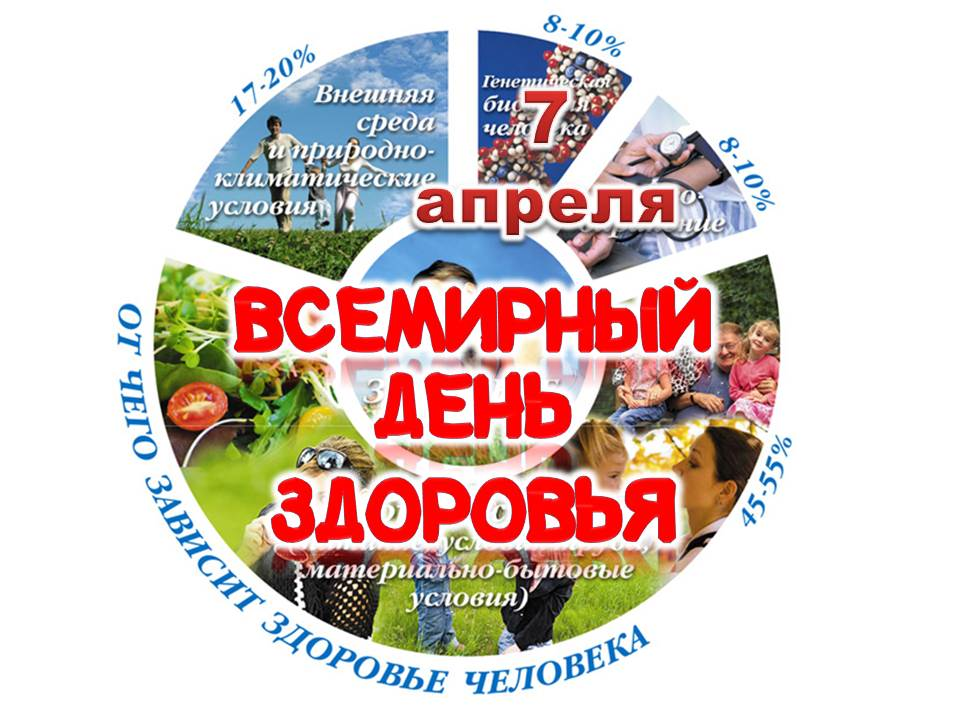 17-20%
Внешняя
среда
и природно-
климатические
условия
8-10%
Генетическая
8-10%
7
апреля
ВСЕМИРНЫЙ
ДЕНЬ
ЗДОРОВЬЯ
45-55%
материально-бытовые
условия)
ОТ ЧЕГО ЗАВИСИТ ЗДОРОВЬЕ ЧЕЛОВЕКА